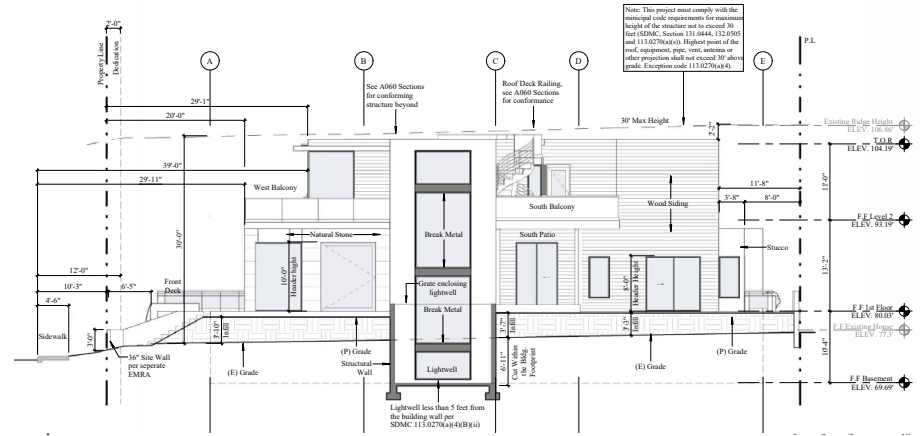 Note: This project must comply with the
minicipal code requirements for maximum
height of the structure not to exceed 30
feet (SDMC, Section 131.0444, 132.0505
and 113.0270(a)(s)). Highest point of the
roof, equipment, pipe, vent, antenna or
other projection shall not exceed 30' above
grade. Exception code 113.0270(a)(4).
2'-0"
Property Line
Dedication
A
B
C
D
E
P.L
29'-1"
20'-0"
See A060 Sections
for conforming
structure beyond
Roof Deck Railing,
see A060 Sections
for conformance
30' Max Height
2'-2"
Existing Ridge Height
ELEV. 106.86'
T.O.R
ELEV. 104.19'
39'-0"
29'-11"
West Balcony
South Balcony
Wood Siding
11'-8"
3'-8"
8'-0"
11'-0"
F.F Level 2
ELEV. 93.19'
30'-0"
Natural Stone
Break Metal
South Patio
Stucco
10'-0"
Header hight
8'-0"
Header Height
13'-2"
12'-0"
10'-3"
6'-5"
4'-6"
Front
Deck
Grate enclosing
lightwell
Break Metal
Sidewalk
3'-0"
3'-10"
Infill
3'-7"
Infill
3'-3"
Infill
F.F 1st Floor
ELEV. 80.03'
F.F Existing House
ELEV. 77.3'
36" Site Wall
per seperate
EMRA
(E) Grade
(P) Grade
Structural
Wall
Lightwell
6'-11"
Cut Within
the Bldg.
Footprint
(E) Grade
(P) Grade
10'-4"
F.F Basement
ELEV. 69.69'
Lightwell less than 5 feet from
the building wall per
SDMC 113.0270(a)(4)(B)(ii)